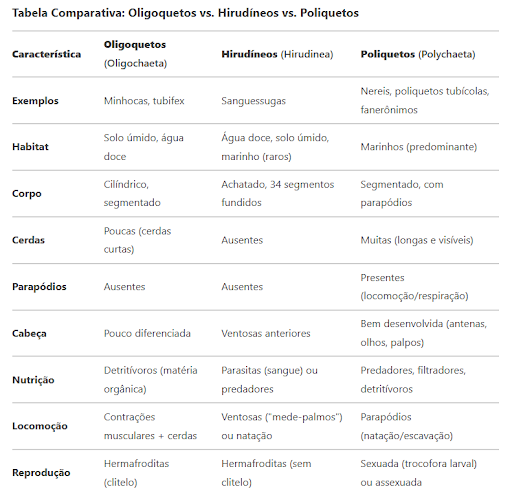 Tabela Comparativa: Oligoquetos vs. Hirudíneos vs. Poliquetos
Característica
Oligoquetos
(Oligochaeta)
Hirudíneos (Hirudinea)
Poliquetos (Polychaeta)
Exemplos
Minhocas, tubifex
Sanguessugas
Nereis, poliquetos tubícolas,
fanerônimos
Habitat
Solo úmido, água
doce
Água doce, solo úmido,
marinho (raros)
Marinhos (predominante)
Corpo
Cilíndrico,
segmentado
Achatado, 34 segmentos
fundidos
Segmentado, com
parapódios
Cerdas
Poucas (cerdas
curtas)
Ausentes
Muitas (longas e visíveis)
Parapódios
Ausentes
Ausentes
Presentes
(locomoção/respiração)
Cabeça
Pouco diferenciada
Ventosas anteriores
Bem desenvolvida (antenas,
olhos, palpos)
Nutrição
Detritívoros (matéria
orgânica)
Parasitas (sangue) ou
predadores
Predadores, filtradores,
detritívoros
Locomoção
Contrações
musculares + cerdas
Ventosas ("mede-palmos")
ou natação
Parapódios
(natação/escavação)
Reprodução
Hermafroditas
(clitelo)
Hermafroditas (sem
clitelo)
Sexuada (trocofora larval)
ou assexuada